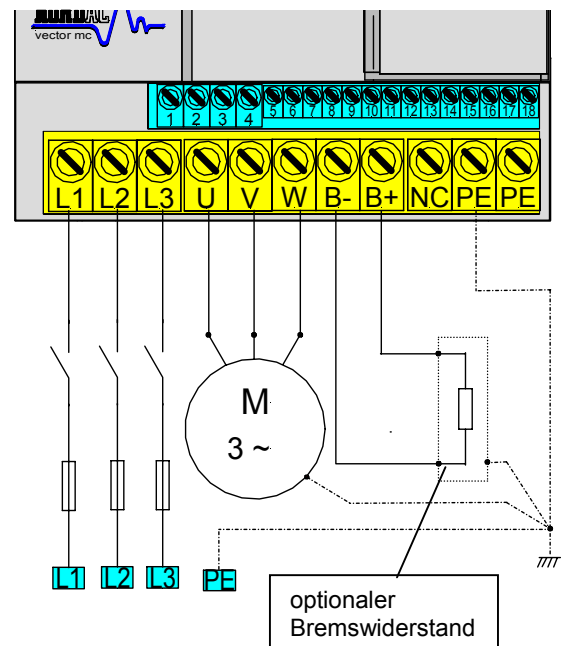 vector mc
1 2 3 4 5 6 7 8 9 10 11 12 13 14 15 16 17 18
L1 L2 L3 U V W B- B+ NC PE PE
M
3 ~
L1 L2 L3 PE
optionaler
Bremswiderstand